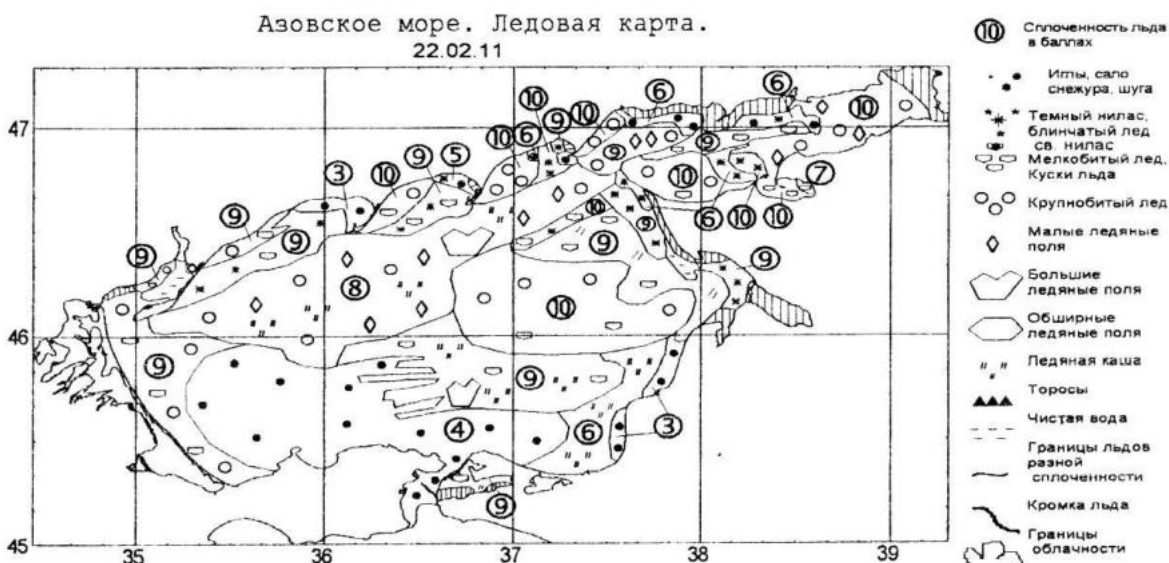 Азовское море. Ледовая карта.
22.02.11
⑩ Сплоченность льда
в баллах
Иглы, сало
снежура, шуга
Темный нилас,
блинчатый лед
св. нилас
Мелкобитый лед,
Куски льда
Крупнобитый лед
Малые ледяные
поля
Большие
ледяные поля
Обширные
ледяные поля
Ледяная каша
Торосы
Чистая вода
Границы льдов
разной
сплоченности
Кромка льда
Границы
облачности
⑥ ⑥
⑩ ⑨ ⑩ ⑩
47 ⑩ ⑥ ⑨ ⑨
③ ⑩ ⑨ ⑤ ⑩ ⑦
⑨ ⑨ ⑩ ⑨ ⑥ ⑩ ⑩
⑨ ⑨ ⑨
⑧ ⑩
46
⑨ ⑨
④ ⑥ ③
⑨
45
35 36 37 38 39